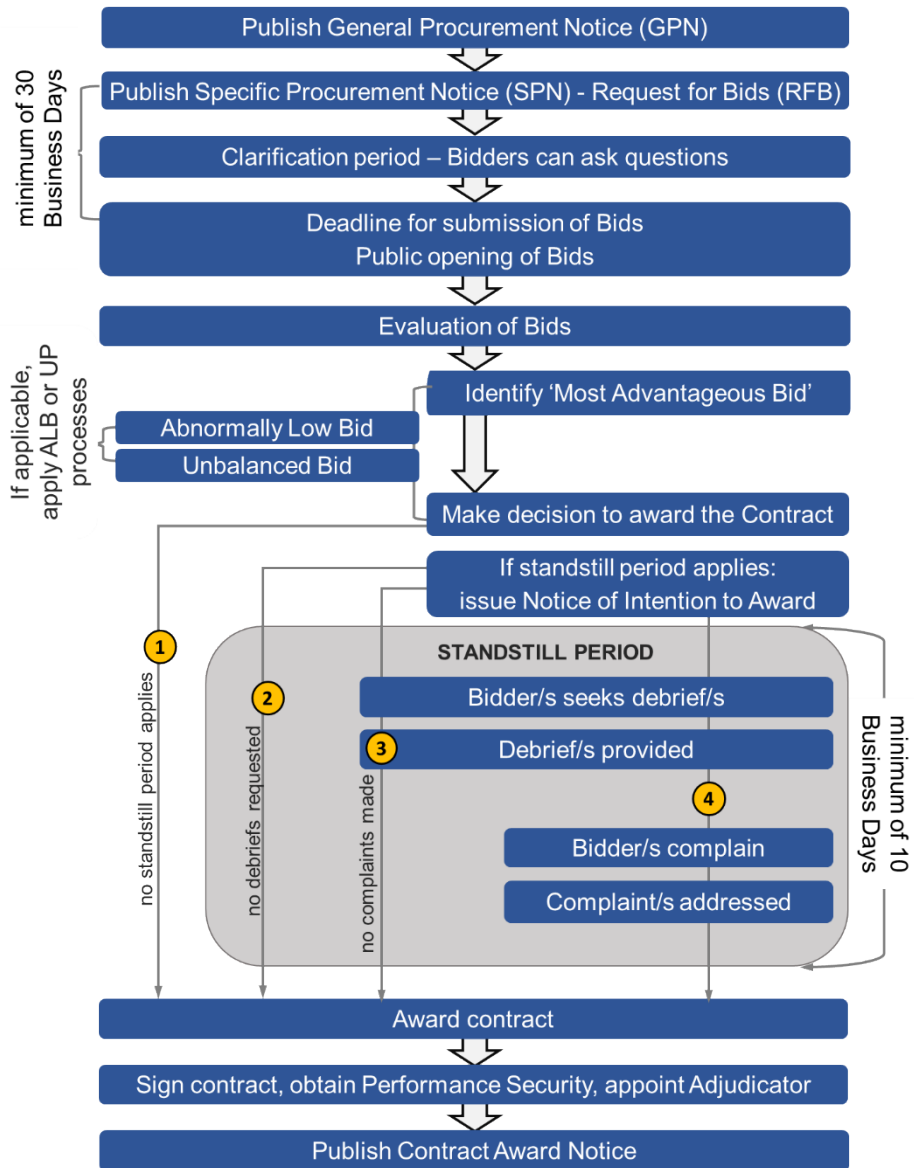 Publish General Procurement Notice (GPN)
minimum of 30
Business Days
Publish Specific Procurement Notice (SPN) - Request for Bids (RFB)
Clarification period – Bidders can ask questions
Deadline for submission of Bids
Public opening of Bids
Evaluation of Bids
If applicable,
apply ALB or UP
processes
Identify ‘Most Advantageous Bid’
Abnormally Low Bid
Unbalanced Bid
Make decision to award the Contract
If standstill period applies:
issue Notice of Intention to Award
STANDSTILL PERIOD
1
no standstill period applies
2
no debriefs requested
Bidder/s seeks debrief/s
Debrief/s provided
3
no complaints made
4
Bidder/s complain
Complaint/s addressed
minimum of 10
Business Days
Award contract
Sign contract, obtain Performance Security, appoint Adjudicator
Publish Contract Award Notice